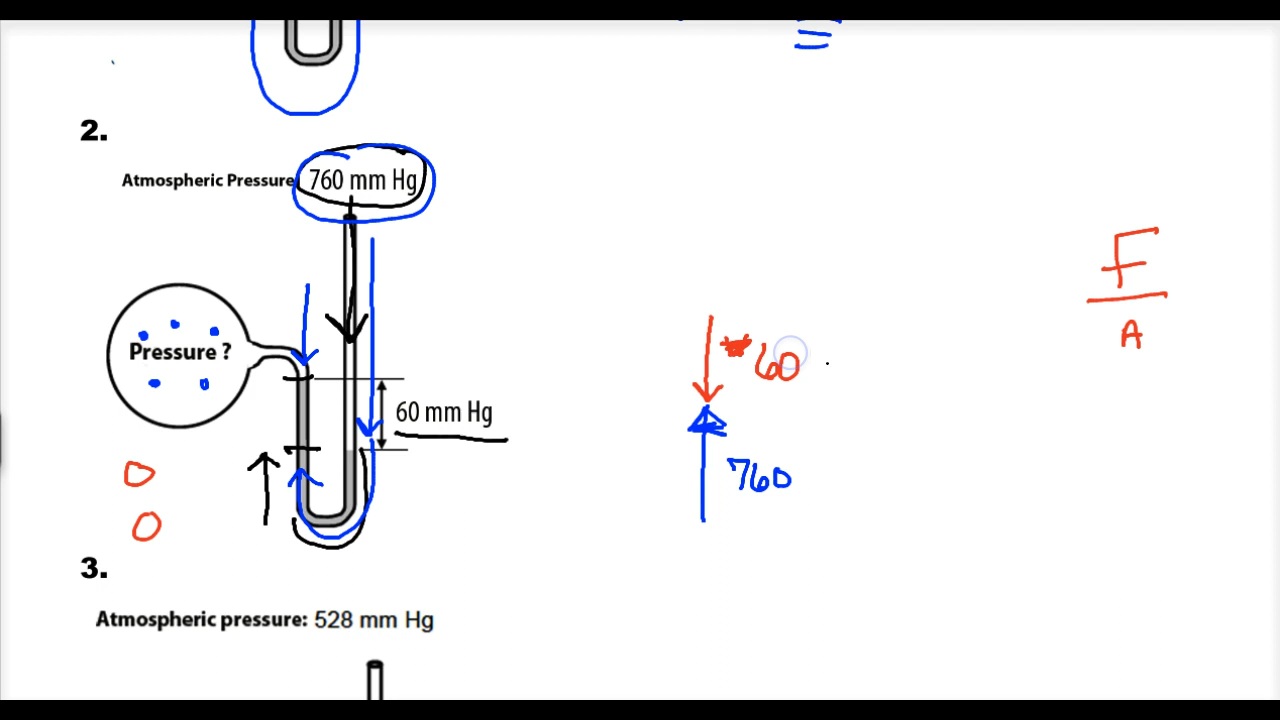 2.
Atmospheric Pressure 760 mm Hg
F
A
Pressure ?
60
60 mm Hg
760
O
O
3.
Atmospheric pressure: 528 mm Hg